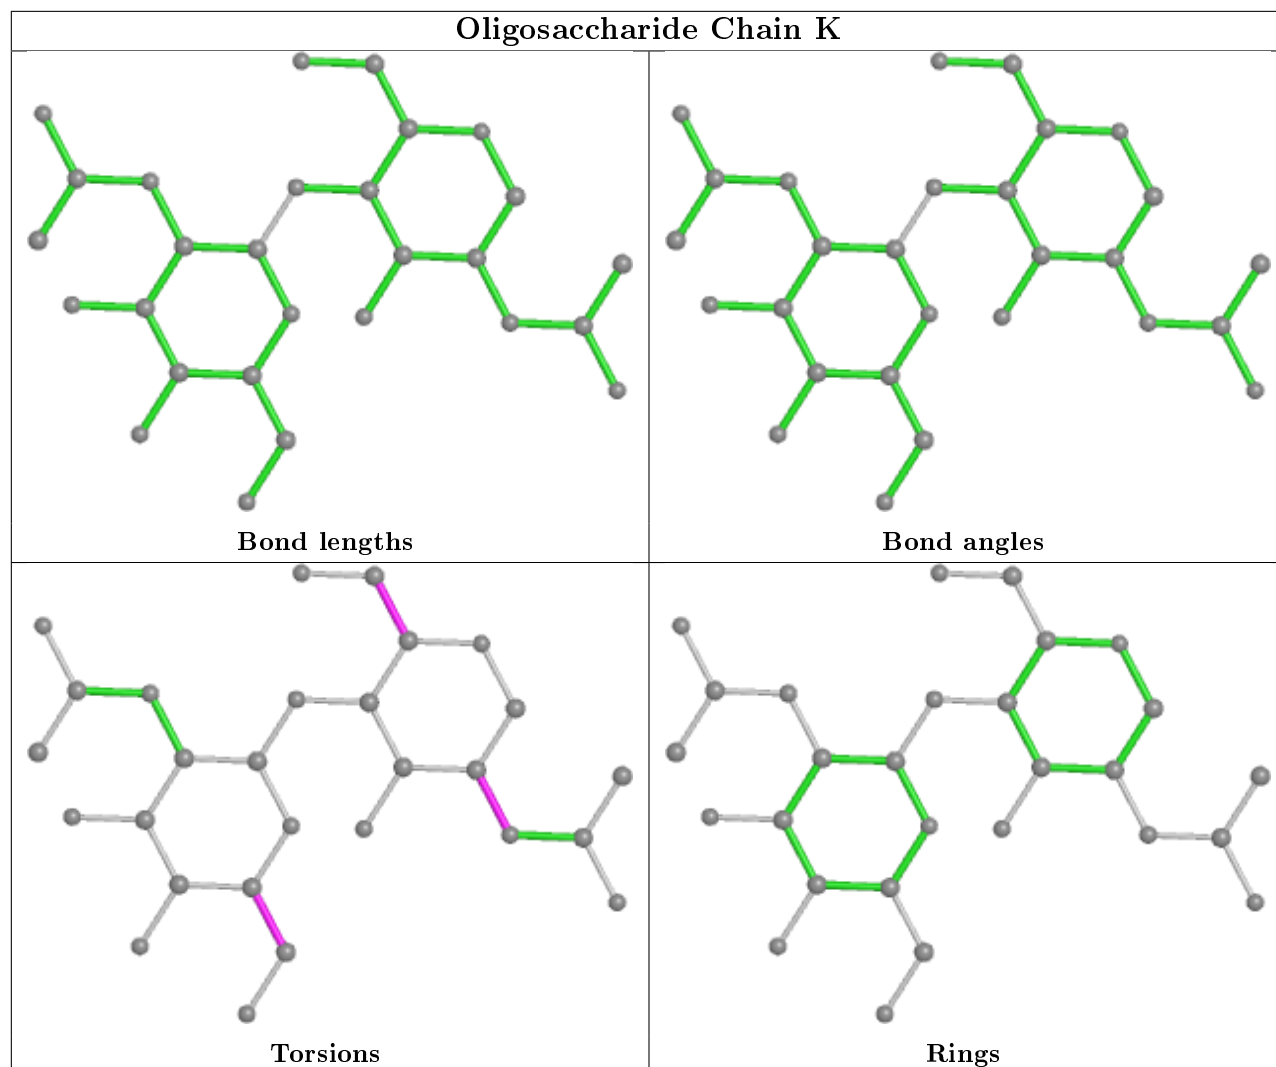 Oligosaccharide Chain K
Bond lengths
Bond angles
Torsions
Rings